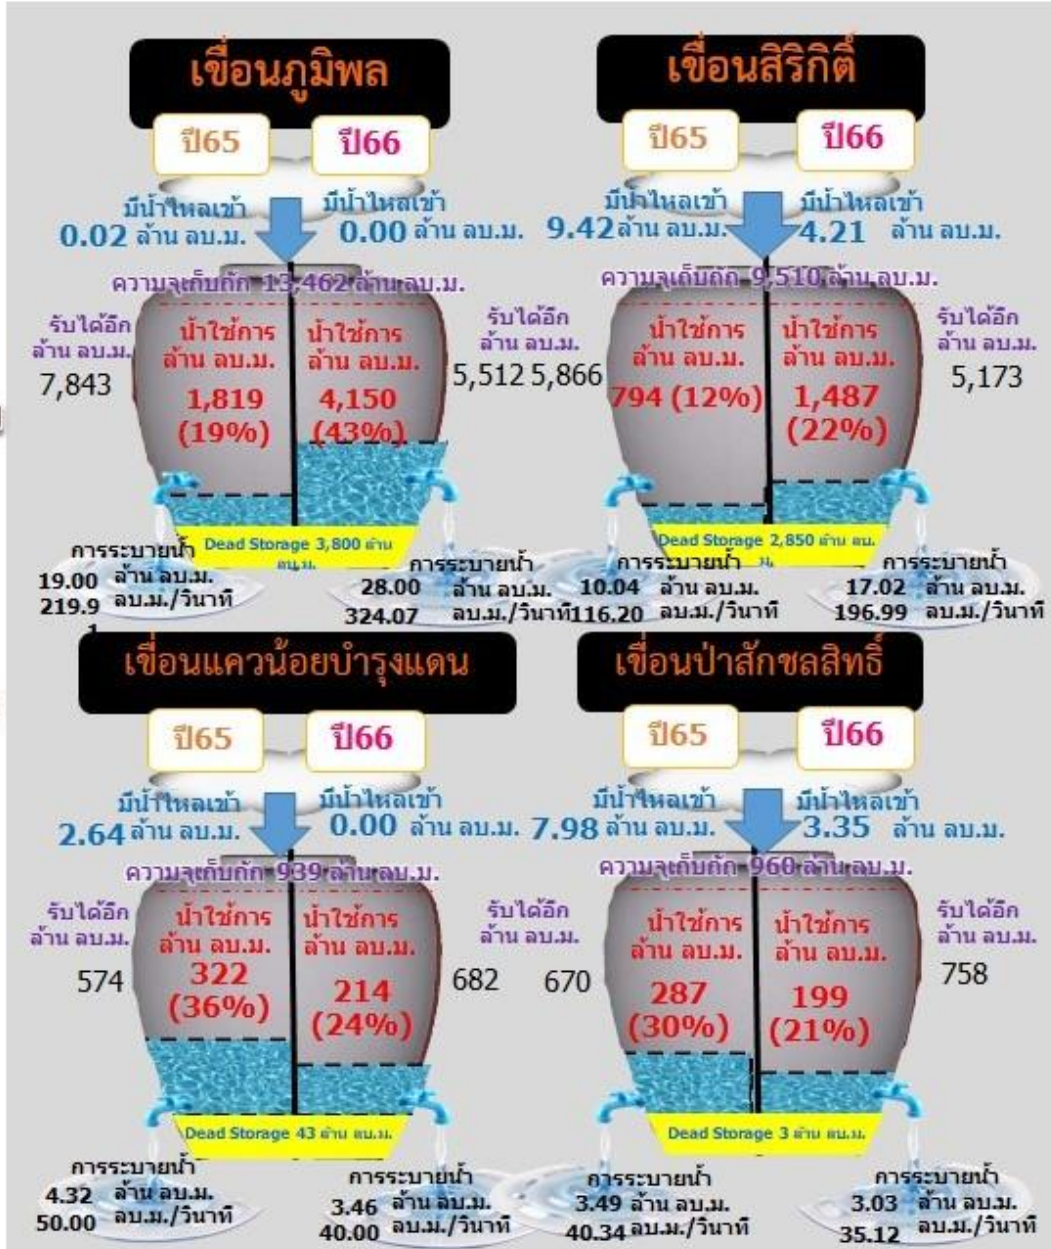 เขื่อนภูมิพล
ปี65 ปี66
มีน้ำไหลเข้า มีน้ำไหลเข้า
0.02 ล้าน ลบ.ม. 0.00 ล้าน ลบ.ม.
ความจุเก็บกัก 13,462 ล้าน ลบ.ม.
รับได้อีก
ล้าน ลบ.ม.
7,843
น้ำใช้การ
ล้าน ลบ.ม.
1,819
(19%)
น้ำใช้การ
ล้าน ลบ.ม.
4,150
(43%)
รับได้อีก
ล้าน ลบ.ม.
5,512
Dead Storage 3,800 ล้าน
ลบ.ม.
การระบายน้ำ
19.00 ล้าน ลบ.ม.
219.9 ลบ.ม./วินาที
1
การระบายน้ำ
28.00 ล้าน ลบ.ม.
324.07 ลบ.ม./วินาที
เขื่อนสิริกิติ์
ปี65 ปี66
มีน้ำไหลเข้า มีน้ำไหลเข้า
9.42 ล้าน ลบ.ม. 4.21 ล้าน ลบ.ม.
ความจุเก็บกัก 9,510 ล้าน ลบ.ม.
5,866
น้ำใช้การ
ล้าน ลบ.ม.
794 (12%)
น้ำใช้การ
ล้าน ลบ.ม.
1,487
(22%)
รับได้อีก
ล้าน ลบ.ม.
5,173
Dead Storage 2,850 ล้าน ลบ.
ม.
การระบายน้ำ
10.04 ล้าน ลบ.ม.
116.20 ลบ.ม./วินาที
การระบายน้ำ
17.02 ล้าน ลบ.ม.
196.99 ลบ.ม./วินาที
เขื่อนแควน้อยบำรุงแดน
ปี65 ปี66
มีน้ำไหลเข้า มีน้ำไหลเข้า
2.64 ล้าน ลบ.ม. 0.00 ล้าน ลบ.ม.
ความจุเก็บกัก 939 ล้าน ลบ.ม.
รับได้อีก
ล้าน ลบ.ม.
574
น้ำใช้การ
ล้าน ลบ.ม.
322
(36%)
น้ำใช้การ
ล้าน ลบ.ม.
214
(24%)
รับได้อีก
ล้าน ลบ.ม.
682
Dead Storage 43 ล้าน ลบ.ม.
การระบายน้ำ
4.32 ล้าน ลบ.ม.
50.00 ลบ.ม./วินาที
การระบายน้ำ
3.46 ล้าน ลบ.ม.
40.00 ลบ.ม./วินาที
เขื่อนป่าสักชลสิทธิ์
ปี65 ปี66
มีน้ำไหลเข้า มีน้ำไหลเข้า
7.98 ล้าน ลบ.ม. 3.35 ล้าน ลบ.ม.
ความจุเก็บกัก 960 ล้าน ลบ.ม.
670
น้ำใช้การ
ล้าน ลบ.ม.
287
(30%)
น้ำใช้การ
ล้าน ลบ.ม.
199
(21%)
รับได้อีก
ล้าน ลบ.ม.
758
Dead Storage 3 ล้าน ลบ.ม.
การระบายน้ำ
3.49 ล้าน ลบ.ม.
40.34 ลบ.ม./วินาที
การระบายน้ำ
3.03 ล้าน ลบ.ม.
35.12 ลบ.ม./วินาที